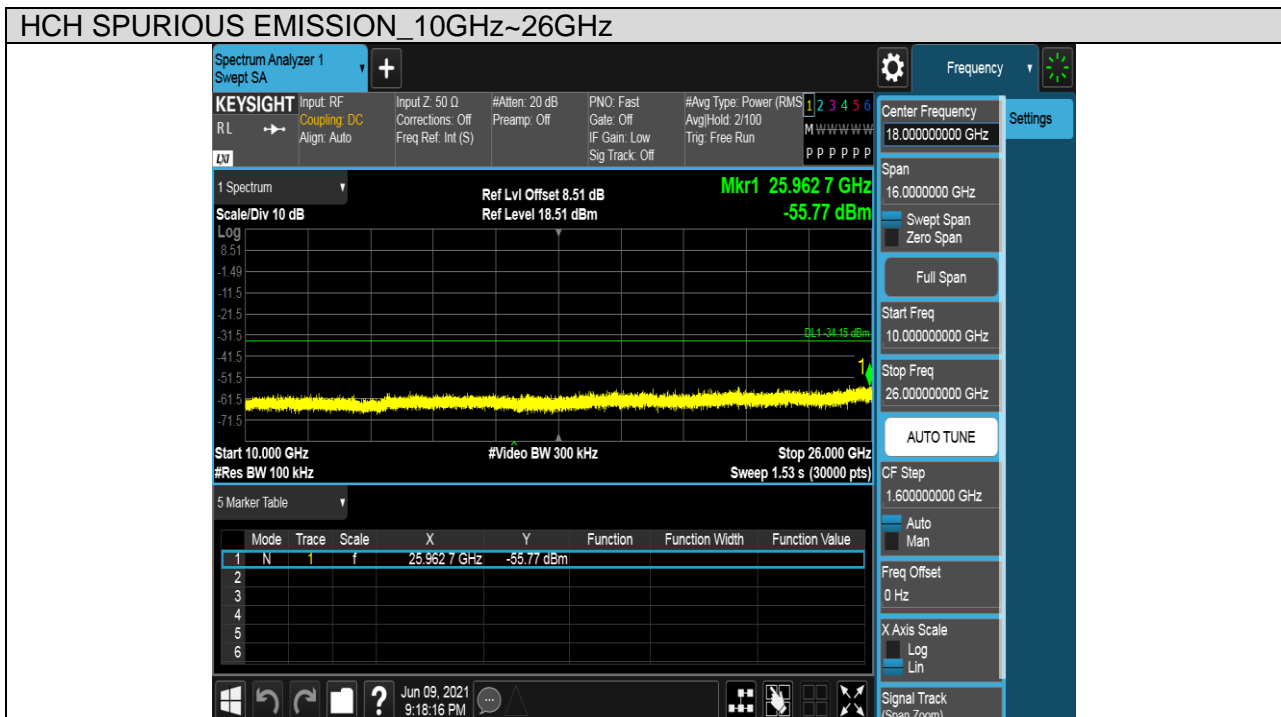 HCH SPURIOUS EMISSION_10GHz~26GHz
Spectrum Analyzer 1
Swept SA
+
Frequency
KEYSIGHT
RL
LXI
Input: RF
Coupling: DC
Align: Auto
Input Z: 50 Ω
Corrections: Off
Freq Ref: Int (S)
#Atten: 20 dB
Preamp: Off
PNO: Fast
Gate: Off
IF Gain: Low
Sig Track: Off
#Avg Type: Power (RMS
Avg|Hold: 2/100
Trig: Free Run
1 2 3 4 5 6
M W W W W W
P P P P P P
1 Spectrum
Scale/Div 10 dB
Ref Lvl Offset 8.51 dB
Ref Level 18.51 dBm
Mkr1 25.962 7 GHz
-55.77 dBm
Log
8.51
-1.49
-11.5
-21.5
-31.5
-41.5
-51.5
-61.5
-71.5
DL1 -34.15 dBm
1
Start 10.000 GHz
#Res BW 100 kHz
#Video BW 300 kHz
Stop 26.000 GHz
Sweep 1.53 s (30000 pts)
5 Marker Table
Mode Trace Scale X Y Function Function Width Function Value
1 N 1 f 25.962 7 GHz -55.77 dBm
2
3
4
5
6
Jun 09, 2021
9:18:16 PM
?
Center Frequency
18.000000000 GHz
Settings
Span
16.0000000 GHz
Swept Span
Zero Span
Full Span
Start Freq
10.000000000 GHz
Stop Freq
26.000000000 GHz
AUTO TUNE
CF Step
1.600000000 GHz
Auto
Man
Freq Offset
0 Hz
X Axis Scale
Log
Lin
Signal Track
(Span Zoom)